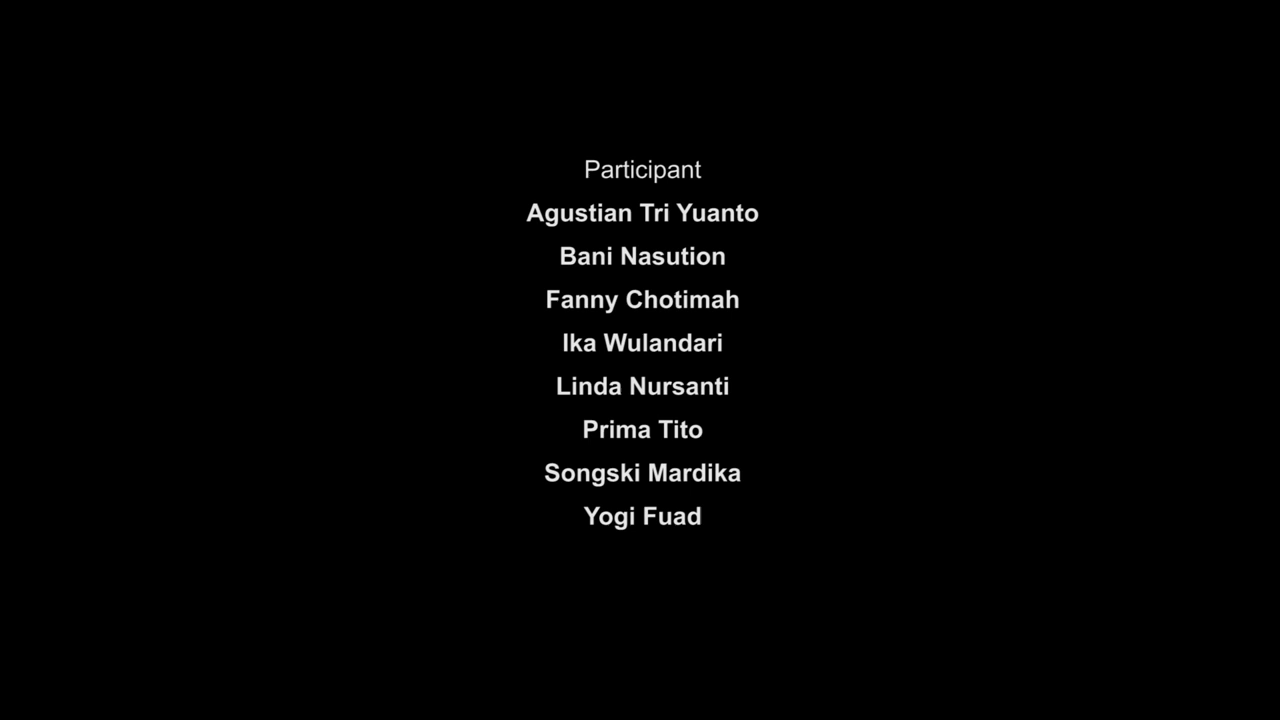 Participant
Agustian Tri Yuanto
Bani Nasution
Fanny Chotimah
Ika Wulandari
Linda Nursanti
Prima Tito
Songski Mardika
Yogi Fuad